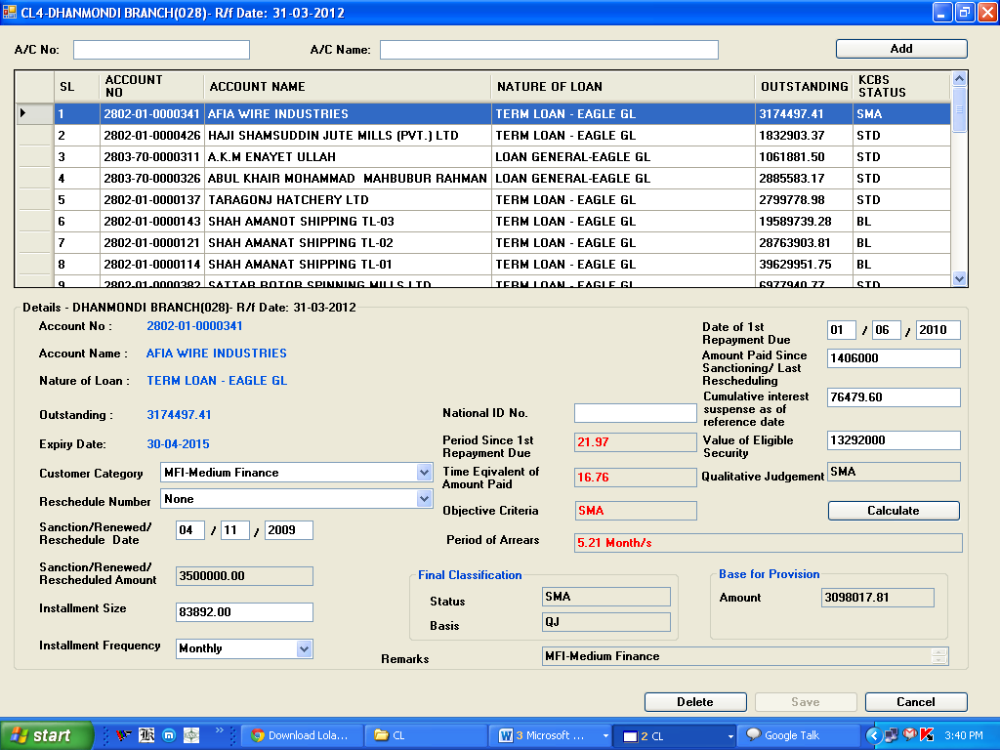 CL4-DHANMONDI BRANCH(028)- R/f Date: 31-03-2012
A/C No:
A/C Name:
Add
SL ACCOUNT NO ACCOUNT NAME NATURE OF LOAN OUTSTANDING KCBS STATUS
1 2802-01-0000341 AFIA WIRE INDUSTRIES TERM LOAN - EAGLE GL 3174497.41 SMA
2 2802-01-0000426 HAJI SHAMSUDDIN JUTE MILLS (PVT.) LTD TERM LOAN - EAGLE GL 1832903.37 STD
3 2803-70-0000311 A.K.M ENAYET ULLAH LOAN GENERAL-EAGLE GL 1061881.50 STD
4 2803-70-0000326 ABUL KHAIR MOHAMMAD MAHBUBUR RAHMAN LOAN GENERAL-EAGLE GL 2885583.17 STD
5 2802-01-0000137 TARAGONJ HATCHERY LTD TERM LOAN - EAGLE GL 2799778.98 STD
6 2802-01-0000143 SHAH AMANOT SHIPPING TL-03 TERM LOAN - EAGLE GL 19589739.28 BL
7 2802-01-0000121 SHAH AMANAT SHIPPING TL-02 TERM LOAN - EAGLE GL 28763903.81 BL
8 2802-01-0000114 SHAH AMANAT SHIPPING TL-01 TERM LOAN - EAGLE GL 39629951.75 BL
9 2802-01-0000382 SATTAR ROTOR SPINNING MILLS LTD TERM LOAN - EAGLE GL 6977940.77 STD
Details - DHANMONDI BRANCH(028)- R/f Date: 31-03-2012
Account No : 2802-01-0000341
Account Name : AFIA WIRE INDUSTRIES
Nature of Loan : TERM LOAN - EAGLE GL
Outstanding : 3174497.41
Expiry Date: 30-04-2015
Customer Category MFI-Medium Finance
Reschedule Number None
Sanction/Renewed/
Reschedule Date 04 / 11 / 2009
Sanction/Renewed/
Rescheduled Amount 3500000.00
Installment Size 83892.00
Installment Frequency Monthly
National ID No.
Period Since 1st
Repayment Due 21.97
Time Eqivalent of
Amount Paid 16.76
Objective Criteria SMA
Period of Arrears 5.21 Month/s
Date of 1st
Repayment Due 01 / 06 / 2010
Amount Paid Since
Sanctioning/ Last
Rescheduling 1406000
Cumulative interest
suspense as of
reference date 76479.60
Value of Eligible
Security 13292000
Qualitative Judgement SMA
Calculate
Final Classification
Status SMA
Basis QJ
Base for Provision
Amount 3098017.81
Remarks MFI-Medium Finance
Delete Save Cancel
start Download Lola... CL 3 Microsoft ... 2 CL Google Talk 3:40 PM